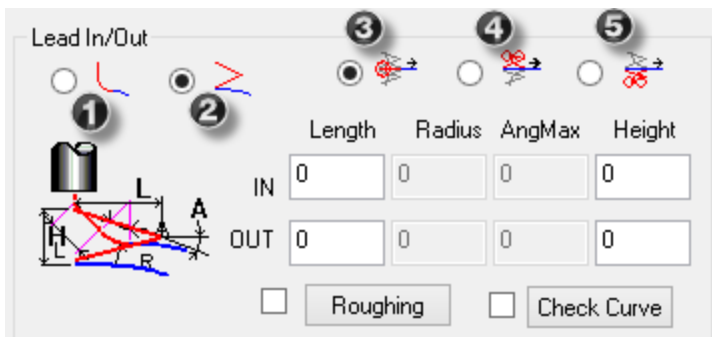 Lead In/Out
3 4 5
1 2
Length Radius AngMax Height
IN 0 0 0 0
OUT 0 0 0 0
L
A
H
L
A
R
Roughing Check Curve